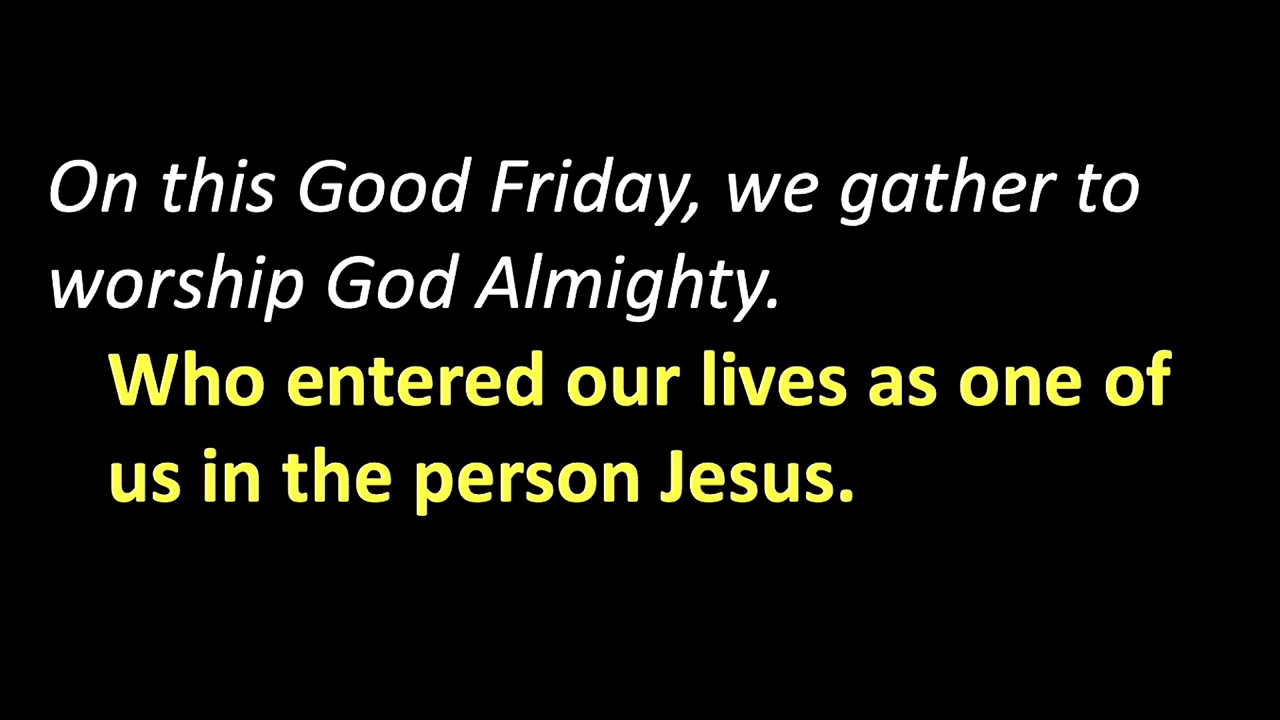 On this Good Friday, we gather to
worship God Almighty.
Who entered our lives as one of
us in the person Jesus.